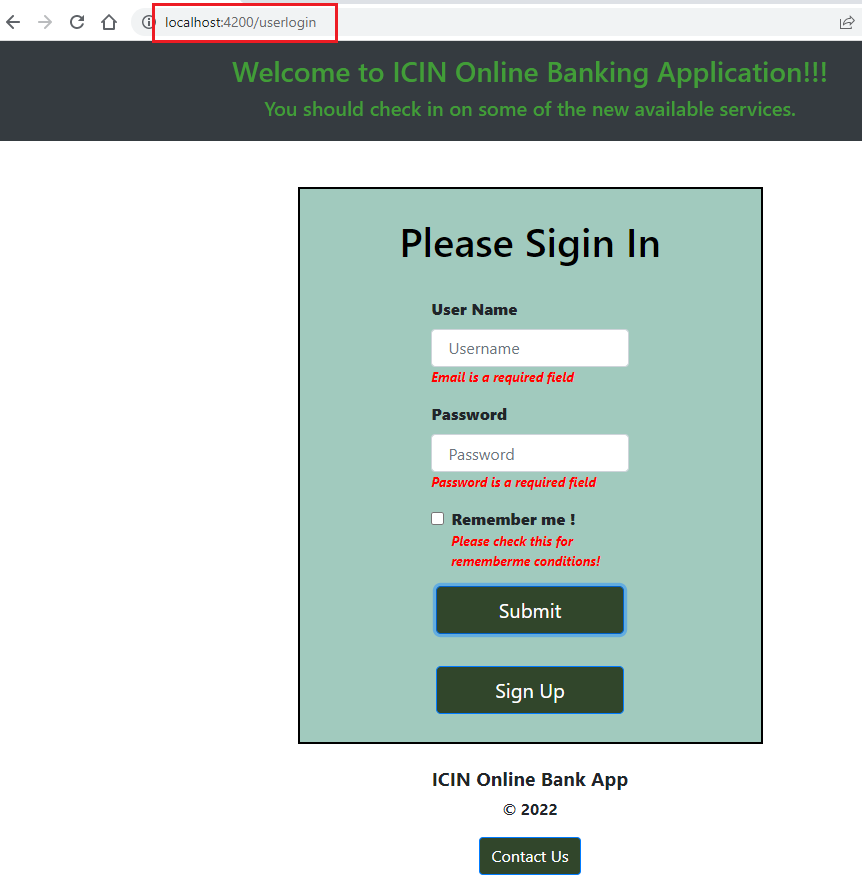 localhost:4200/userlogin
Welcome to ICIN Online Banking Application!!!
You should check in on some of the new available services.
Please Sigin In
User Name
Username
Email is a required field
Password
Password
Password is a required field
Remember me !
Please check this for
rememberme conditions!
Submit
Sign Up
ICIN Online Bank App
© 2022
Contact Us